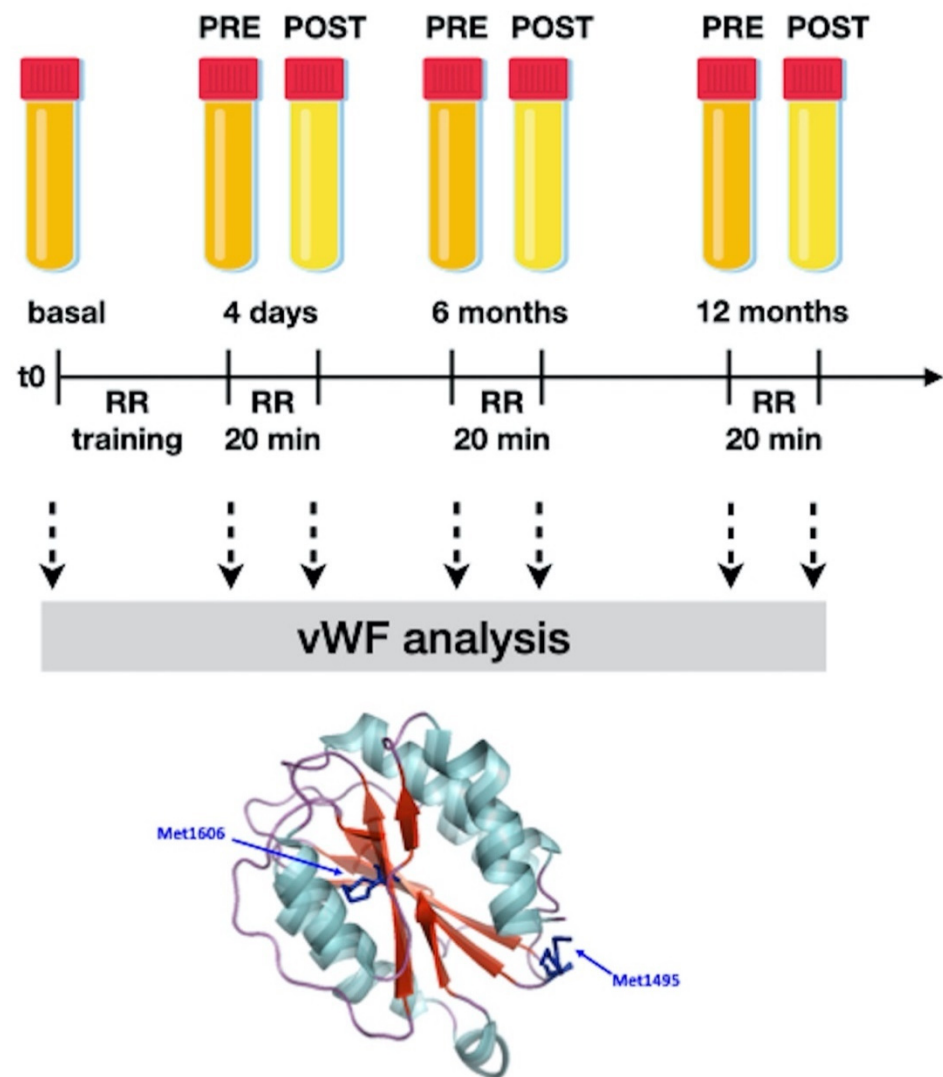 PRE POST PRE POST PRE POST
basal 4 days 6 months 12 months
t0
RR RR RR RR
training 20 min 20 min 20 min
vWF analysis
Met1606
Met1495